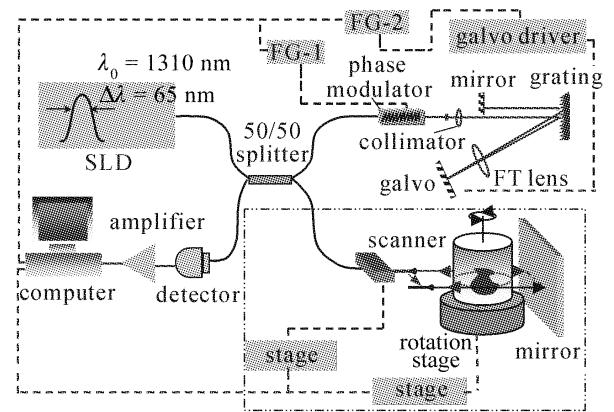 FG-2
FG-1
galvo driver
λ₀ = 1310 nm
Δλ = 65 nm
SLD
phase
modulator
mirror
grating
50/50
splitter
collimator
galvo
FT lens
amplifier
scanner
computer
detector
stage
rotation
stage
mirror
stage